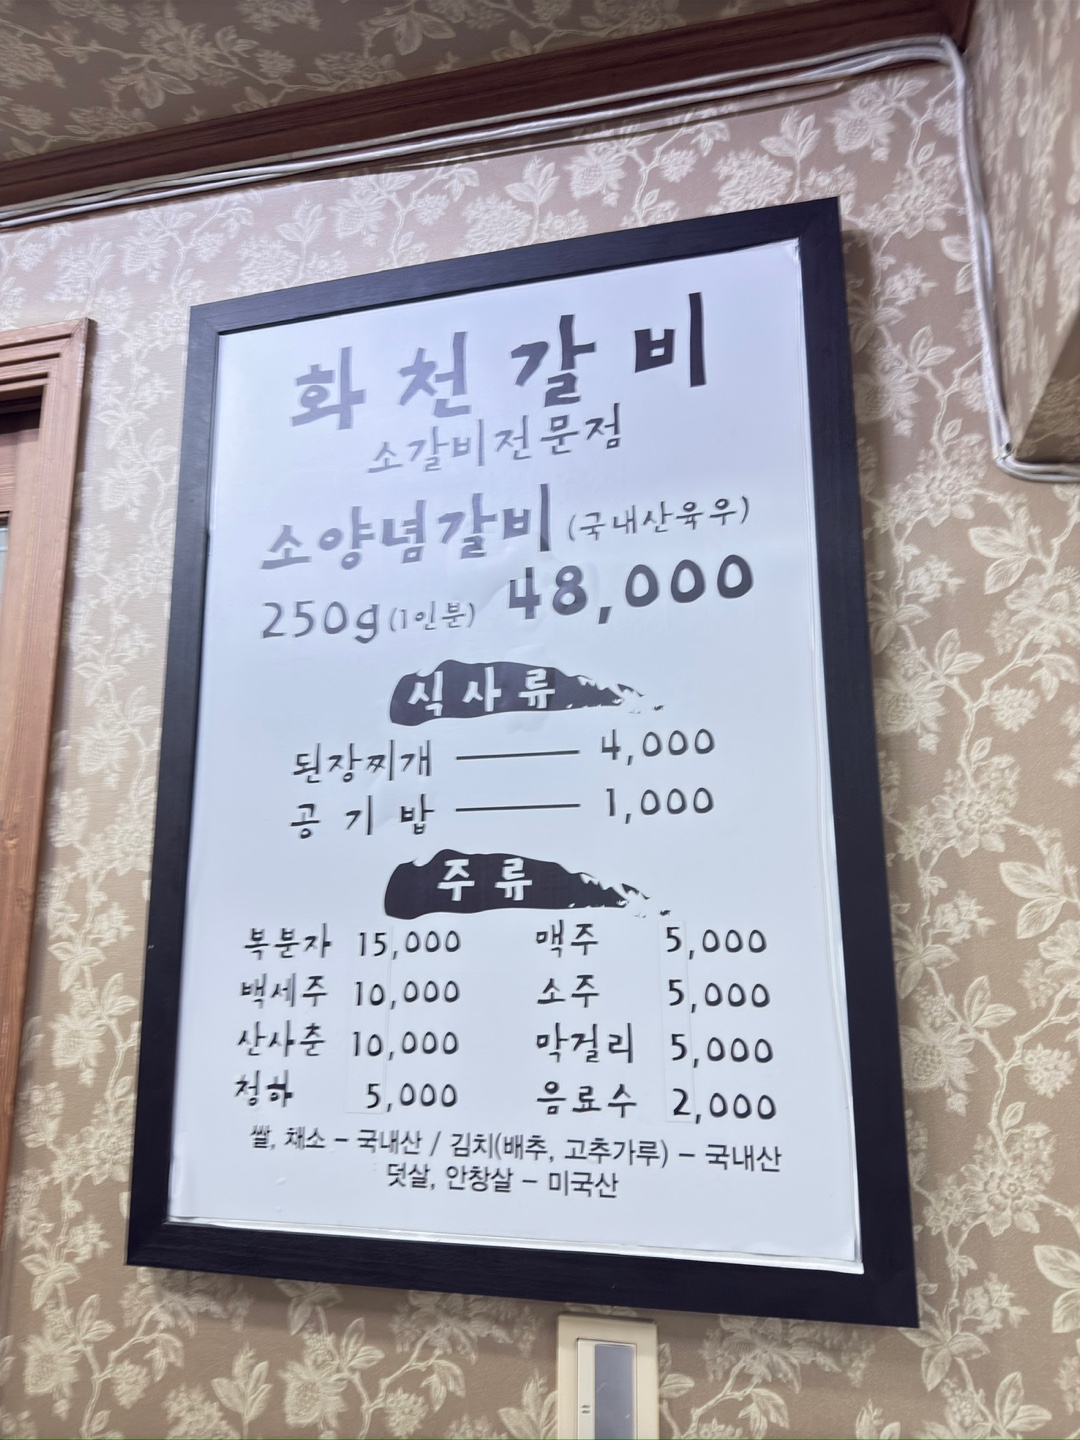 화천갈비
소갈비전문점
소양념갈비 (국내산육우)
250g (1인분) 48,000
식사류
된장찌개 4,000
공기밥 1,000
주류
복분자 15,000 맥주 5,000
백세주 10,000 소주 5,000
산사춘 10,000 막걸리 5,000
청하 5,000 음료수 2,000
쌀, 채소 - 국내산 / 김치(배추, 고추가루) - 국내산
덧살, 안창살 - 미국산